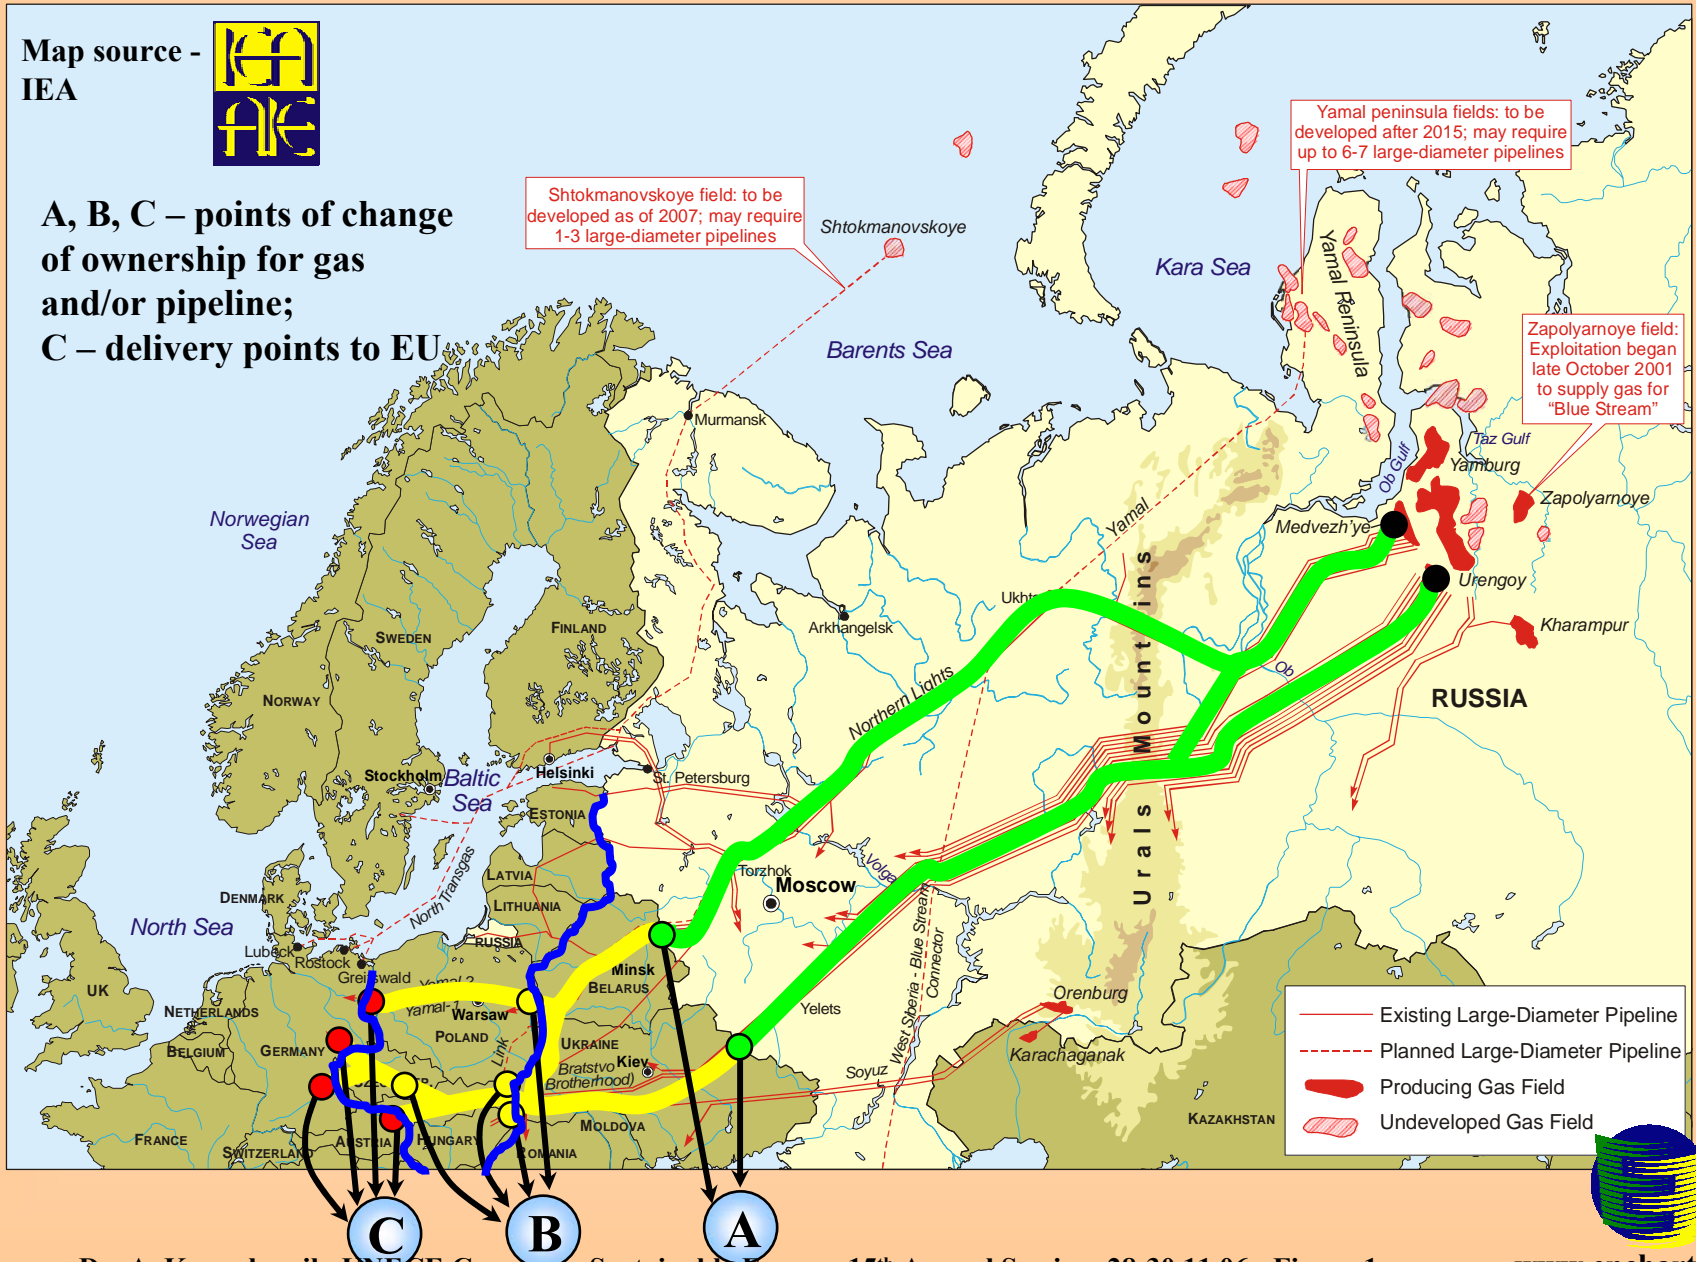 Map source -
IEA
A, B, C – points of change
of ownership for gas
and/or pipeline;
C – delivery points to EU
Shtokmanovskoye field: to be
developed as of 2007; may require
1-3 large-diameter pipelines
Shtokmanovskoye
Yamal peninsula fields: to be
developed after 2015; may require
up to 6-7 large-diameter pipelines
Zapolyarnoye field:
Exploitation began
late October 2001
to supply gas for
“Blue Stream”
Kara Sea
Barents Sea
Yamal Peninsula
Murmansk
Ob Gulf
Taz Gulf
Yamburg
Zapolyarnoye
Medvezh'ye
Urengoy
Kharampur
Norwegian
Sea
Yamal
Arkhangelsk
Northern Lights
Ob
RUSSIA
Urals Mountins
SWEDEN
FINLAND
NORWAY
Stockholm
Baltic
Sea
Helsinki
St. Petersburg
ESTONIA
LATVIA
LITHUANIA
RUSSIA
DENMARK
North Sea
North Transgas
Torzhok
Moscow
Volga
Lubeck
Rostock
Yamal-1
Warsaw
POLAND
Minsk
BELARUS
UK
NETHERLANDS
BELGIUM
GERMANY
Link
UKRAINE
Kiev
Bratstvo
Brotherhood)
Yelets
Soyuz
West Siberia - Blue Stream
Connector
Orenburg
Karachaganak
FRANCE
SWITZERLAND
AUSTRIA
HUNGARY
MOLDOVA
KAZAKHSTAN
Existing Large-Diameter Pipeline
Planned Large-Diameter Pipeline
Producing Gas Field
Undeveloped Gas Field
C
B
A